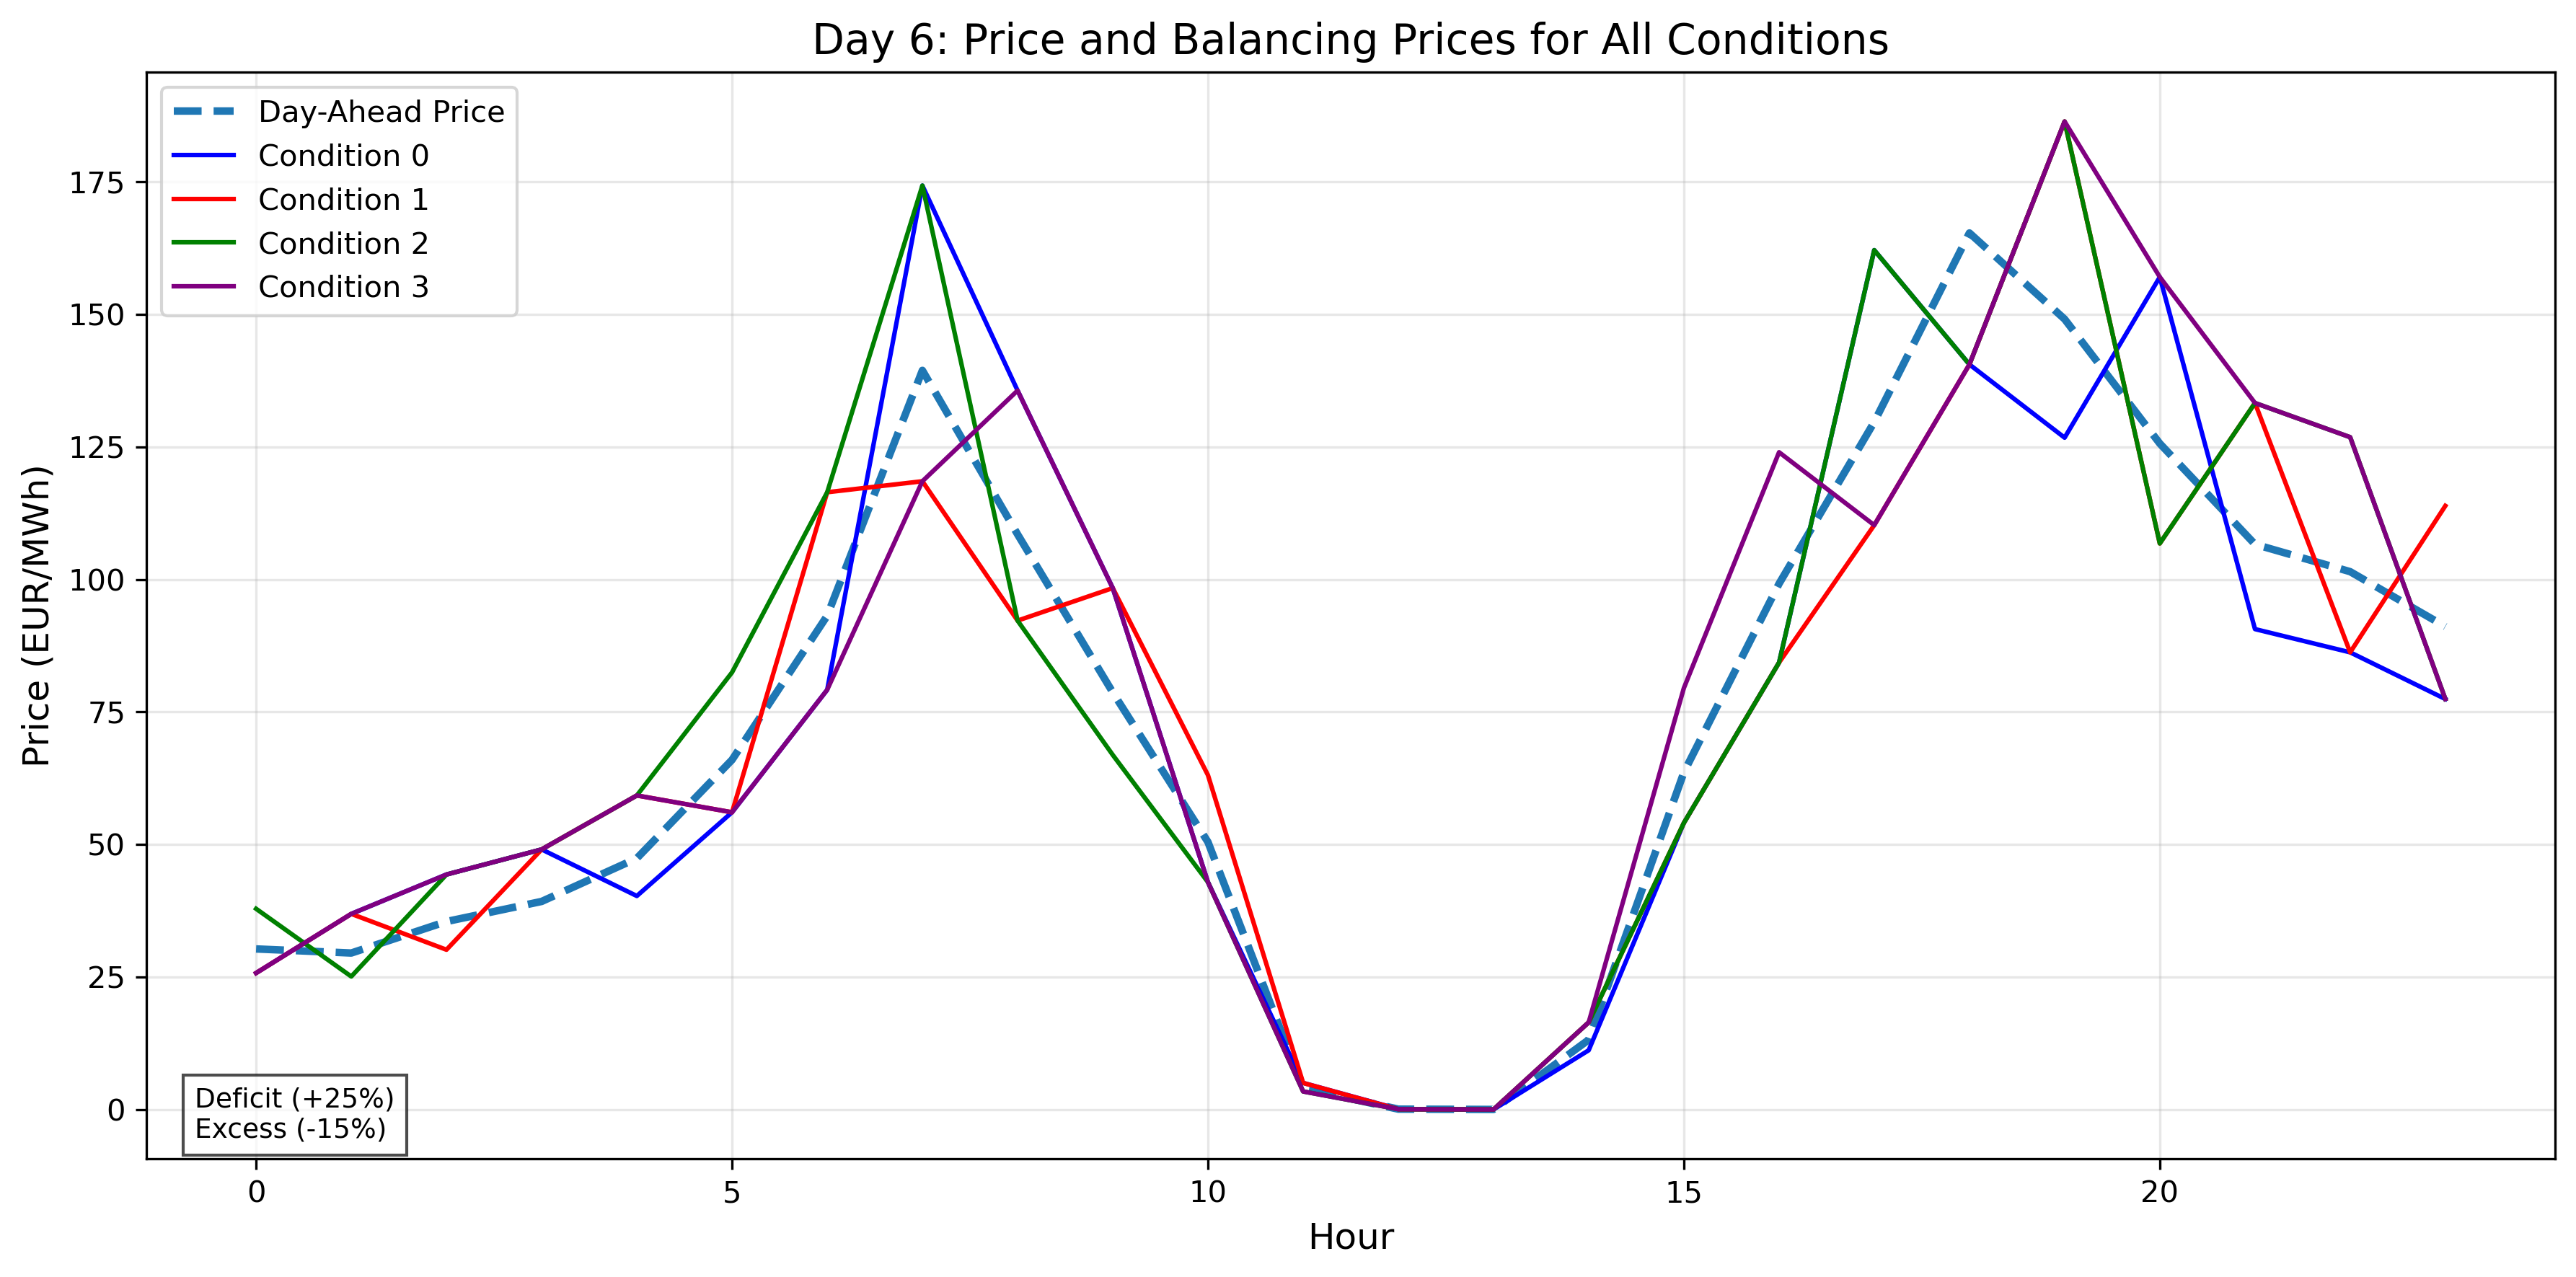 Day 6: Price and Balancing Prices for All Conditions
Day-Ahead Price
Condition 0
Condition 1
Condition 2
Condition 3
Price (EUR/MWh)
175
150
125
100
75
50
25
0
Deficit (+25%)
Excess (-15%)
0
5
10
15
20
Hour